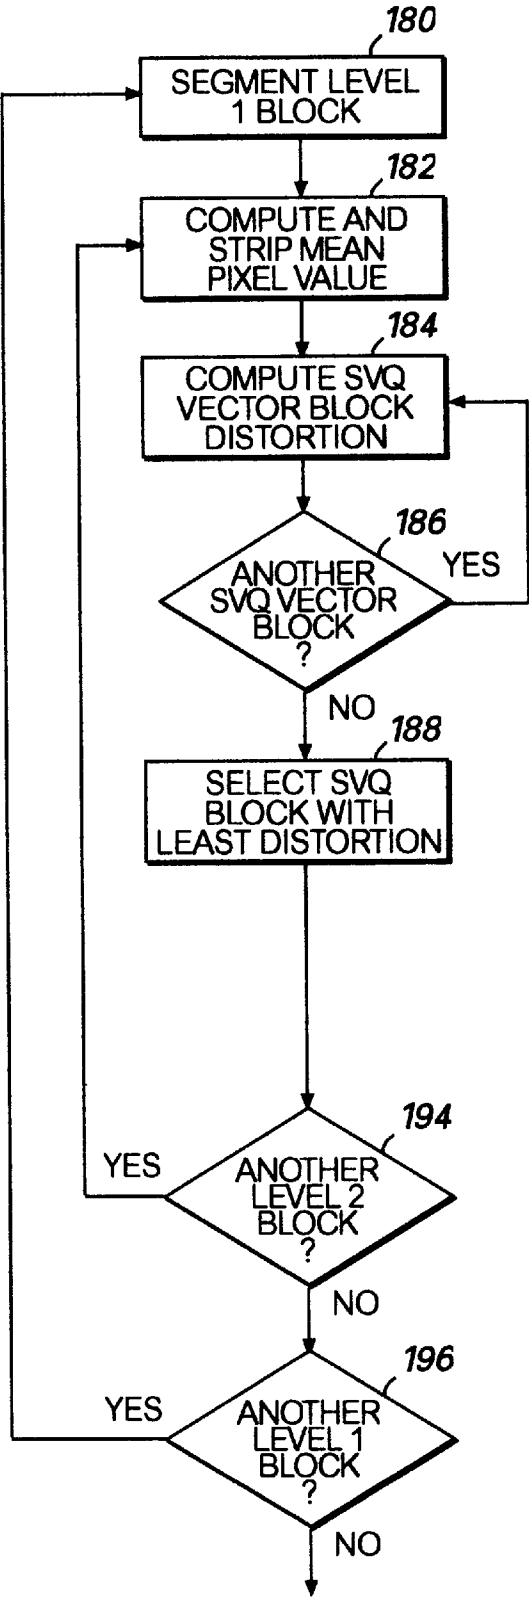 180
SEGMENT LEVEL
1 BLOCK
182
COMPUTE AND
STRIP MEAN
PIXEL VALUE
184
COMPUTE SVQ
VECTOR BLOCK
DISTORTION
186
ANOTHER
SVQ VECTOR
BLOCK
?
YES
NO
188
SELECT SVQ
BLOCK WITH
LEAST DISTORTION
194
YES
ANOTHER
LEVEL 2
BLOCK
?
NO
196
YES
ANOTHER
LEVEL 1
BLOCK
?
NO